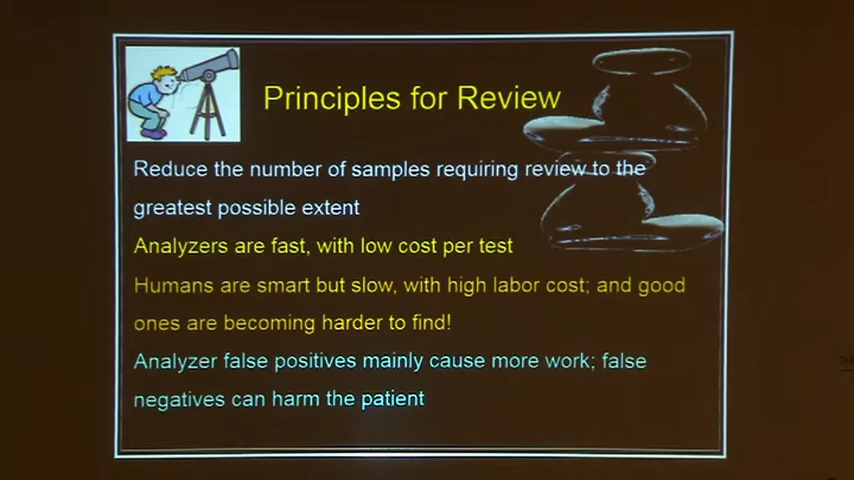 Principles for Review
Reduce the number of samples requiring review to the
greatest possible extent
Analyzers are fast, with low cost per test
Humans are smart but slow, with high labor cost; and good
ones are becoming harder to find!
Analyzer false positives mainly cause more work; false
negatives can harm the patient